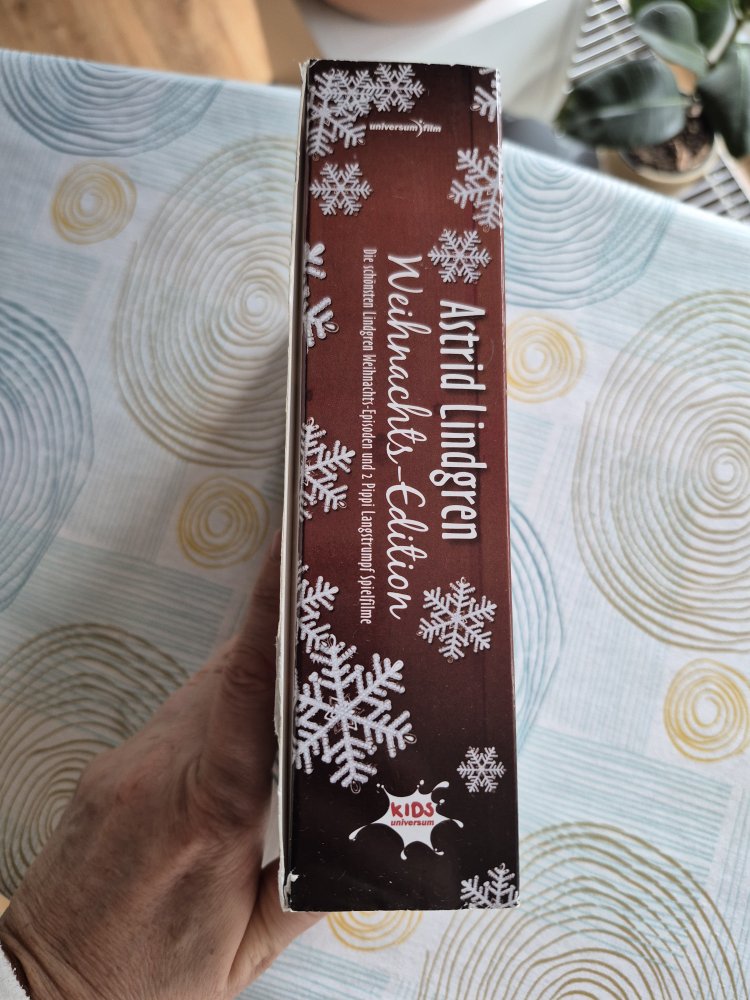 universum film
Astrid Lindgren
Weihnachts-Edition
Die schönsten Lindgren Weihnachts-Episoden und 2 Pippi Langstrumpf Spielfilme
KIDS
universum